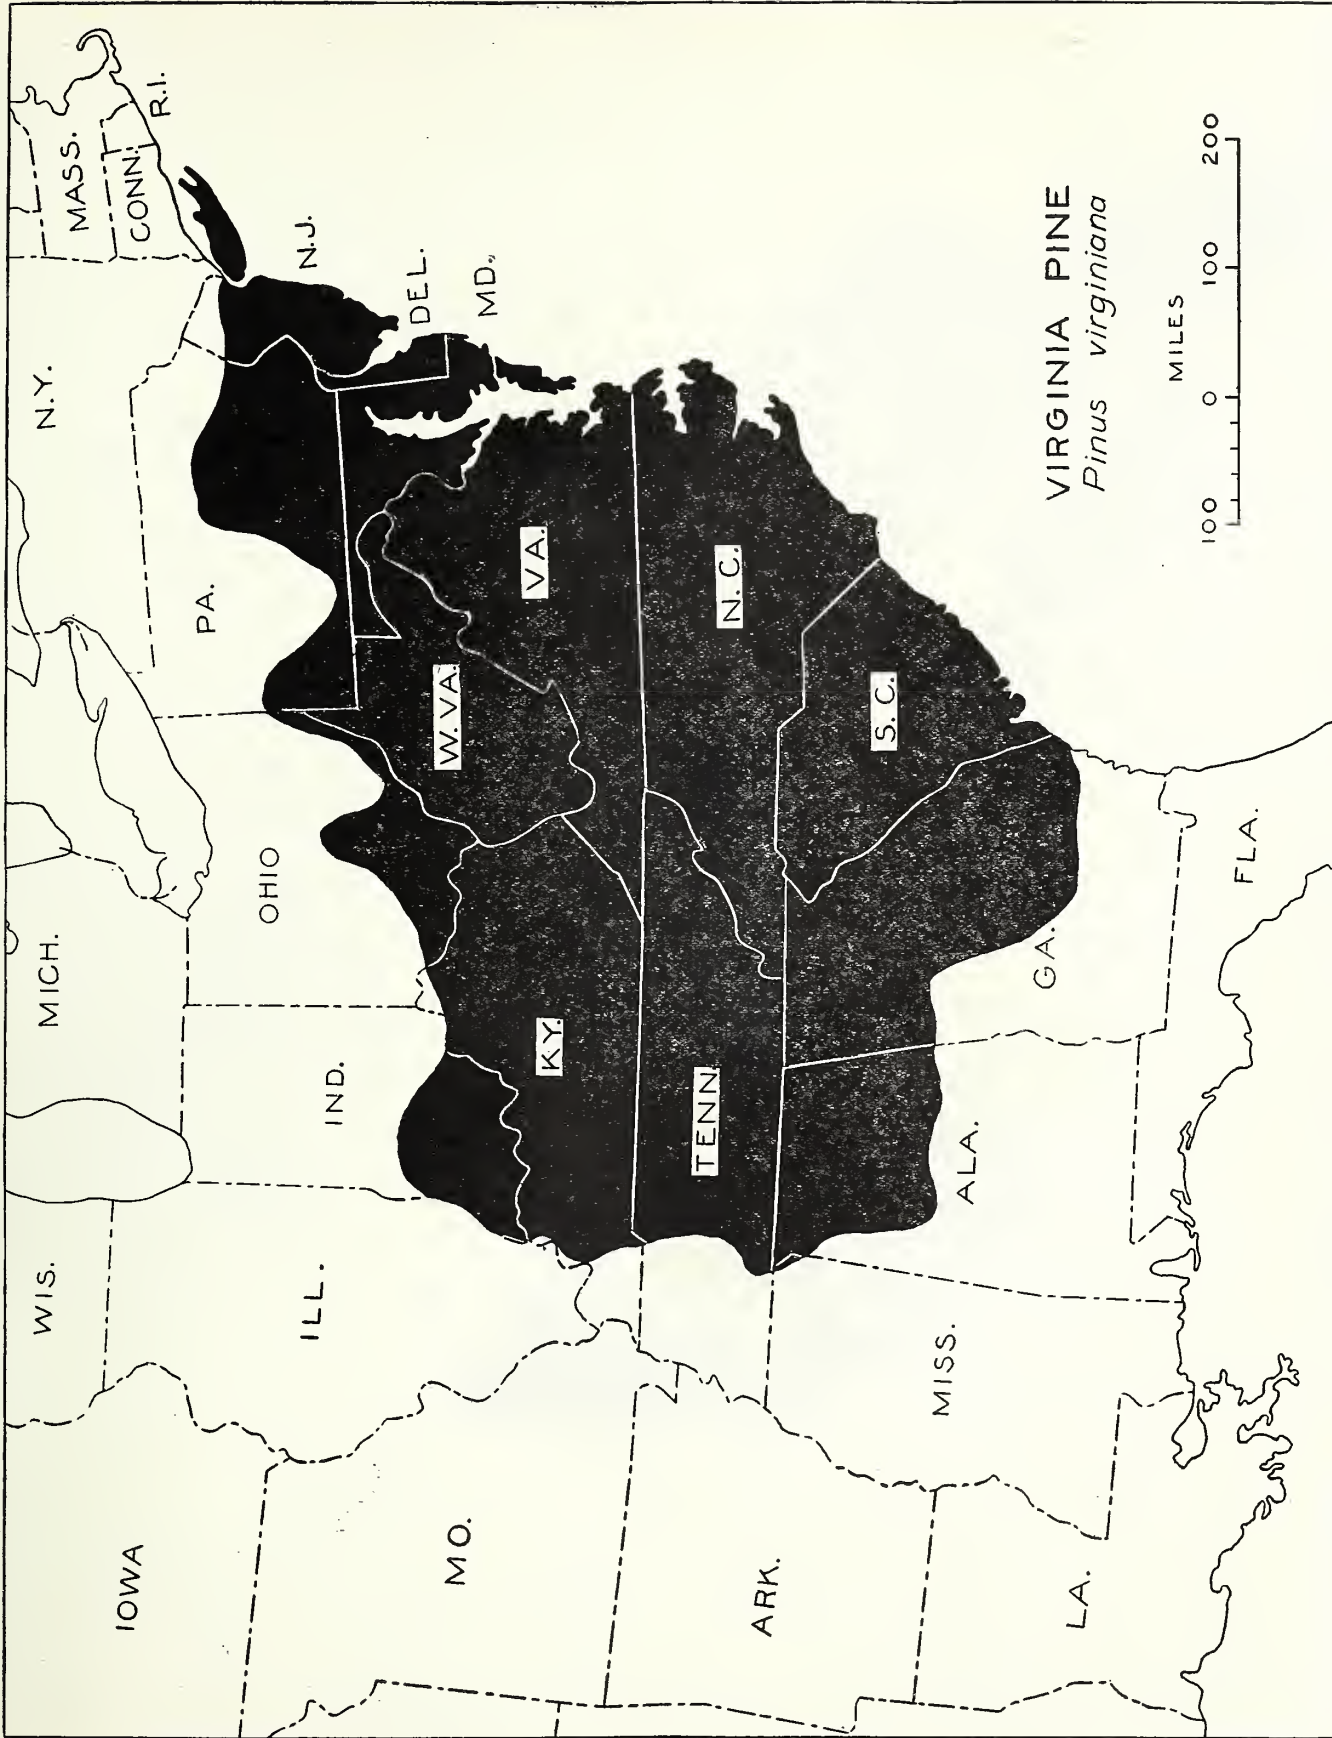 IOWA
WIS.
MICH.
N.Y.
MASS.
CONN.
R.I.
MO.
ILL.
IND.
OHIO
PA.
N.J.
DEL.
MD.
KY.
W.VA.
VA.
ARK.
TENN.
N.C.
LA.
MISS.
ALA.
GA.
S.C.
FLA.
VIRGINIA PINE
Pinus virginiana
MILES
100 0 100 200